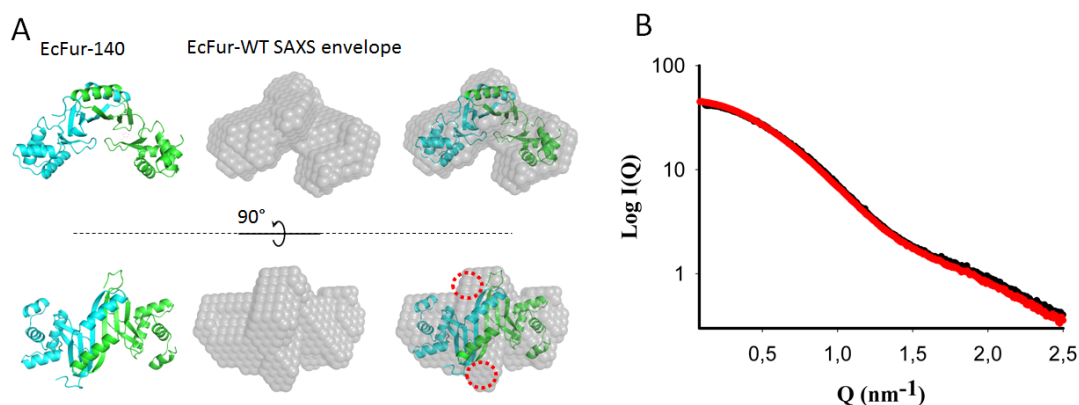 A
EcFur-140
EcFur-WT SAXS envelope
90°
B
Log I(Q)
100
10
1
0,5
1,0
1,5
2,0
2,5
Q (nm-1)